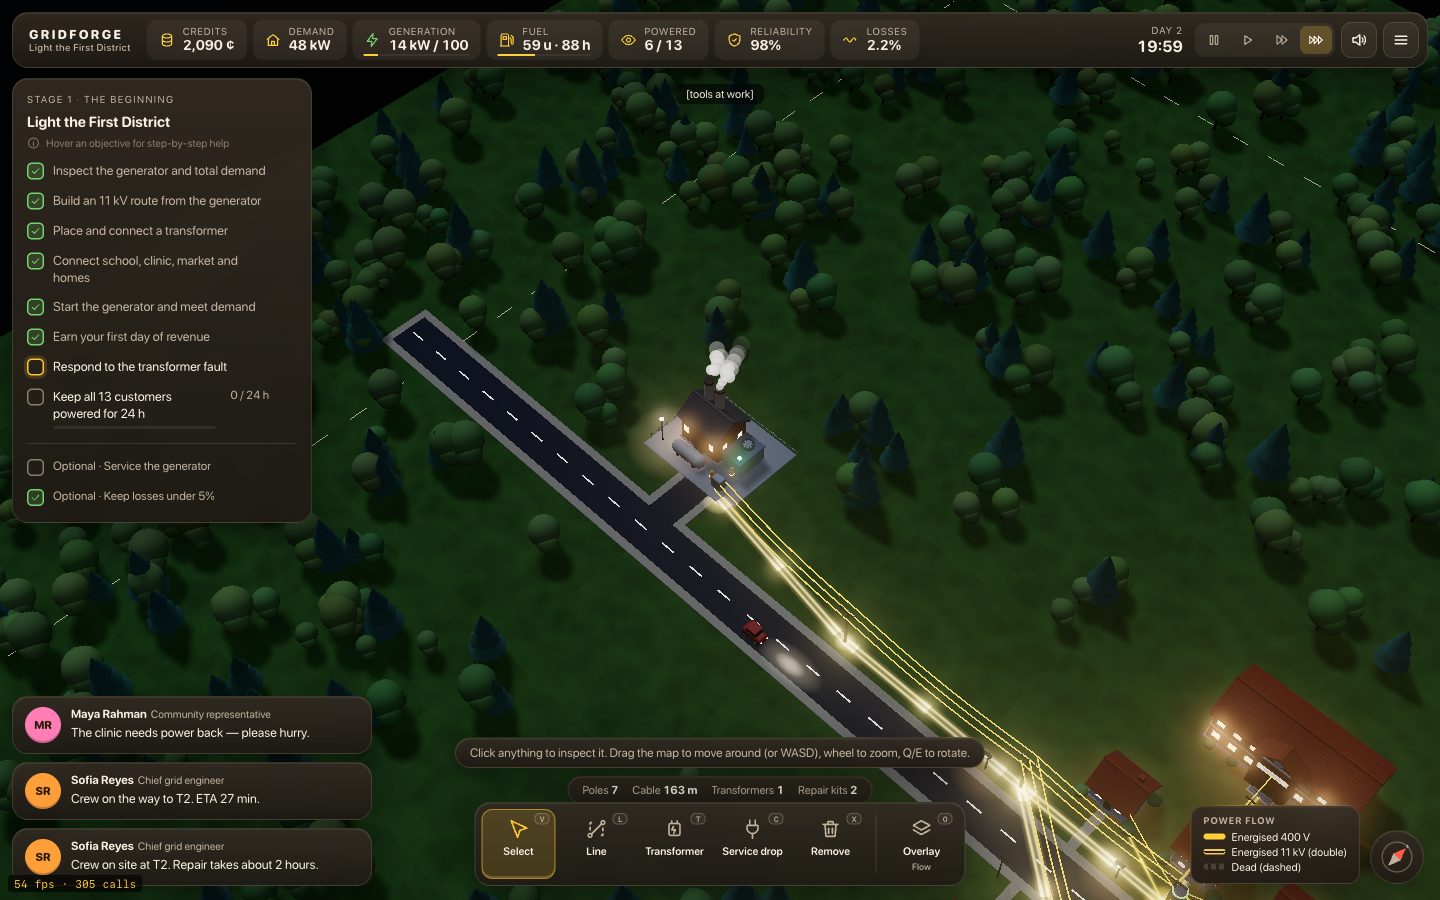 GRIDFORGE
Light the First District
CREDITS
2,090 ¢
DEMAND
48 kW
GENERATION
14 kW / 100
FUEL
59 u · 88 h
POWERED
6 / 13
RELIABILITY
98%
LOSSES
2.2%
DAY 2
19:59
[tools at work]
STAGE 1 · THE BEGINNING
Light the First District
Hover an objective for step-by-step help
Inspect the generator and total demand
Build an 11 kV route from the generator
Place and connect a transformer
Connect school, clinic, market and
homes
Start the generator and meet demand
Earn your first day of revenue
Respond to the transformer fault
Keep all 13 customers
powered for 24 h
0 / 24 h
Optional · Service the generator
Optional · Keep losses under 5%
MR
Maya Rahman Community representative
The clinic needs power back — please hurry.
SR
Sofia Reyes Chief grid engineer
Crew on the way to T2. ETA 27 min.
SR
Sofia Reyes Chief grid engineer
Crew on site at T2. Repair takes about 2 hours.
54 fps · 305 calls
Click anything to inspect it. Drag the map to move around (or WASD), wheel to zoom, Q/E to rotate.
Poles 7 Cable 163 m Transformers 1 Repair kits 2
V
Select
L
Line
T
Transformer
C
Service drop
X
Remove
O
Overlay
Flow
POWER FLOW
Energised 400 V
Energised 11 kV (double)
Dead (dashed)